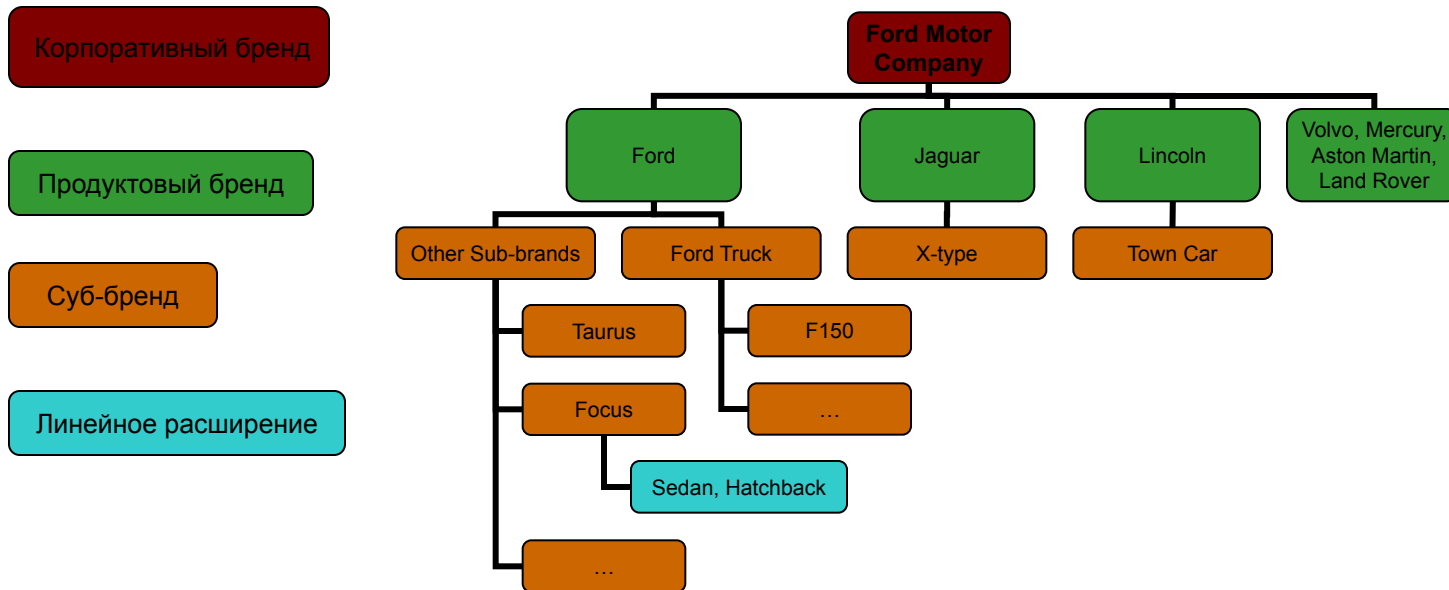 Корпоративный бренд
Ford Motor
Company
Продуктовый бренд
Ford
Jaguar
Lincoln
Volvo, Mercury,
Aston Martin,
Land Rover
Суб-бренд
Other Sub-brands
Ford Truck
X-type
Town Car
Taurus
F150
Линейное расширение
Focus
…
Sedan, Hatchback
…